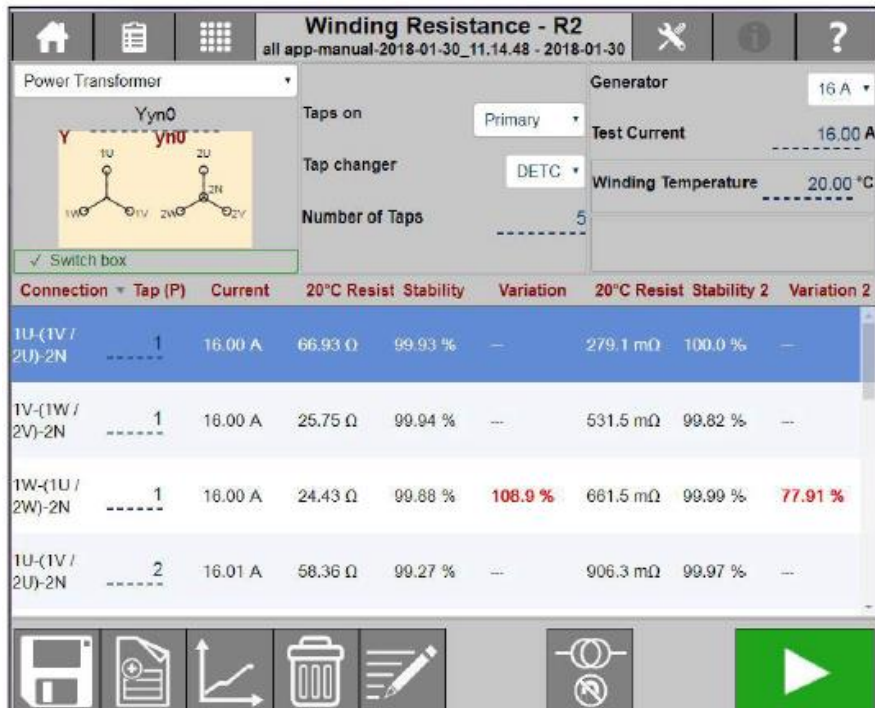 Winding Resistance - R2
all app-manual-2018-01-30_11.14.48 - 2018-01-30
?
Power Transformer
Yyn0
Y yn0
1U 2U
2N
1W 1V 2W 2V
✓ Switch box
Taps on Primary
Tap changer DETC
Number of Taps 5
Generator 16 A
Test Current 16.00 A
Winding Temperature 20.00 °C
Connection Tap (P) Current 20°C Resist Stability Variation 20°C Resist Stability 2 Variation 2
1U-(1V /
2U)-2N 1 16.00 A 66.93 Ω 99.93 % --- 279.1 mΩ 100.0 % ---
1V-(1W /
2V)-2N 1 16.00 A 25.75 Ω 99.94 % --- 531.5 mΩ 99.82 % ---
1W-(1U /
2W)-2N 1 16.00 A 24.43 Ω 99.88 % 108.9 % 661.5 mΩ 99.99 % 77.91 %
1U-(1V /
2U)-2N 2 16.01 A 58.36 Ω 99.27 % --- 906.3 mΩ 99.97 % ---